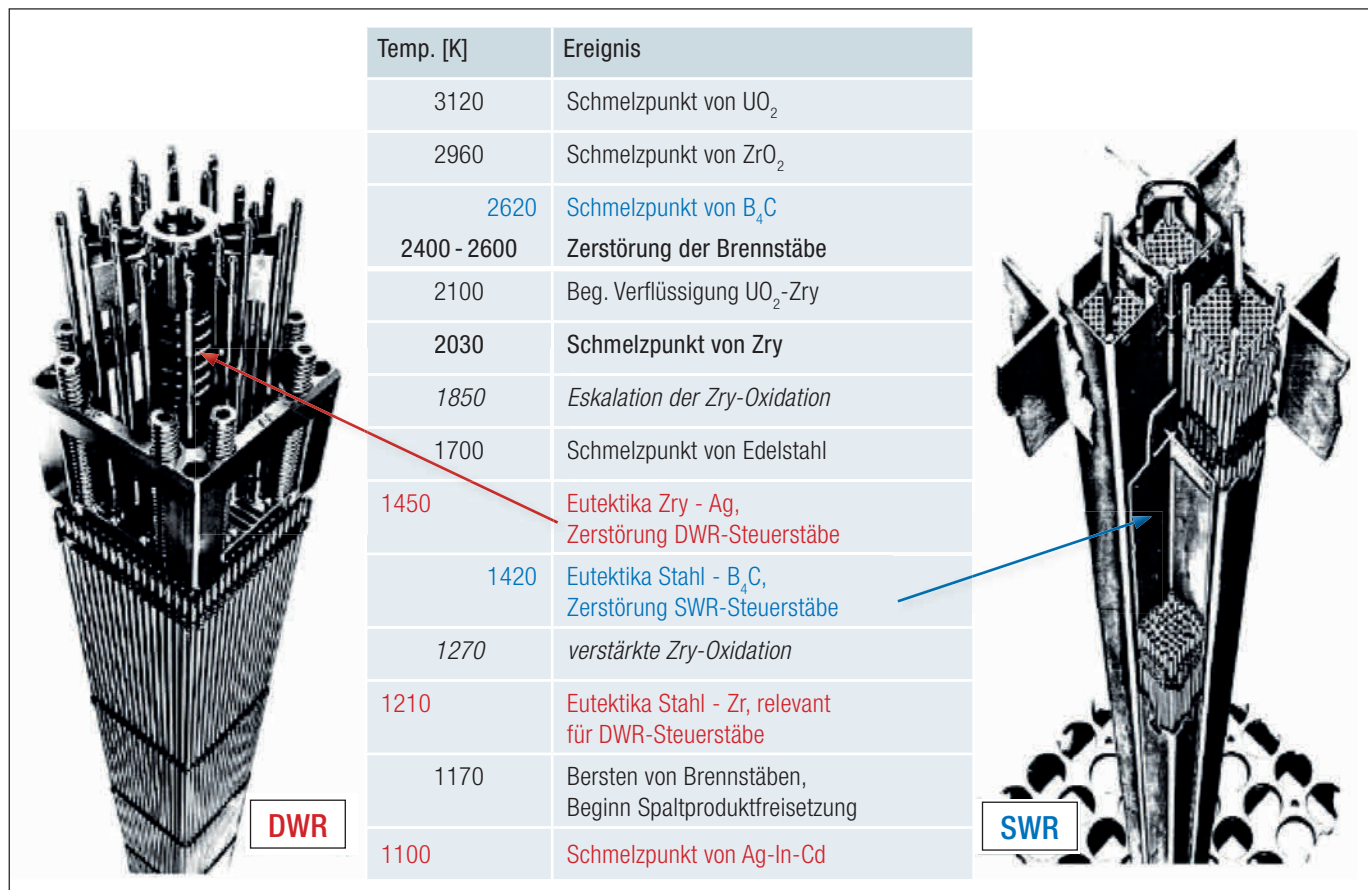 Temp. [K] Ereignis
3120 Schmelzpunkt von UO₂
2960 Schmelzpunkt von ZrO₂
2620 Schmelzpunkt von B₄C
2400 - 2600 Zerstörung der Brennstäbe
2100 Beg. Verflüssigung UO₂-Zry
2030 Schmelzpunkt von Zry
1850 Eskalation der Zry-Oxidation
1700 Schmelzpunkt von Edelstahl
1450 Eutektika Zry - Ag,
Zerstörung DWR-Steuerstäbe
1420 Eutektika Stahl - B₄C,
Zerstörung SWR-Steuerstäbe
1270 verstärkte Zry-Oxidation
1210 Eutektika Stahl - Zr, relevant
für DWR-Steuerstäbe
1170 Bersten von Brennstäben,
Beginn Spaltproduktfreisetzung
1100 Schmelzpunkt von Ag-In-Cd
DWR
SWR